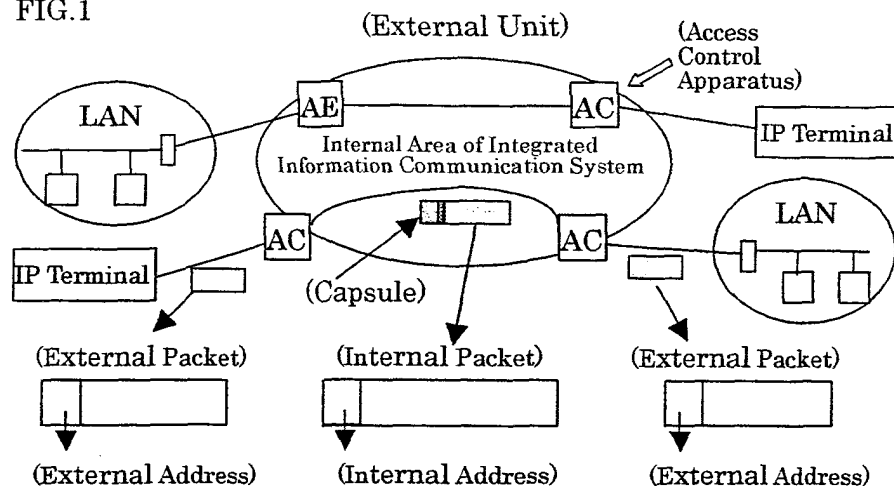 FIG.1
(External Unit)
(Access
Control
Apparatus)
LAN
AE
AC
IP Terminal
Internal Area of Integrated
Information Communication System
AC
AC
LAN
IP Terminal
(Capsule)
(External Packet)
(Internal Packet)
(External Packet)
(External Address)
(Internal Address)
(External Address)